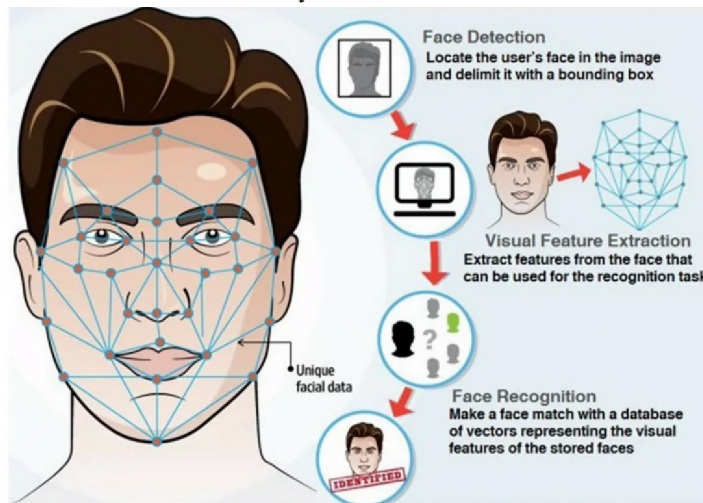 Face Detection
Locate the user's face in the image
and delimit it with a bounding box
Visual Feature Extraction
Extract features from the face that
can be used for the recognition task
?
Unique
facial data
Face Recognition
Make a face match with a database
of vectors representing the visual
features of the stored faces
IDENTIFIED